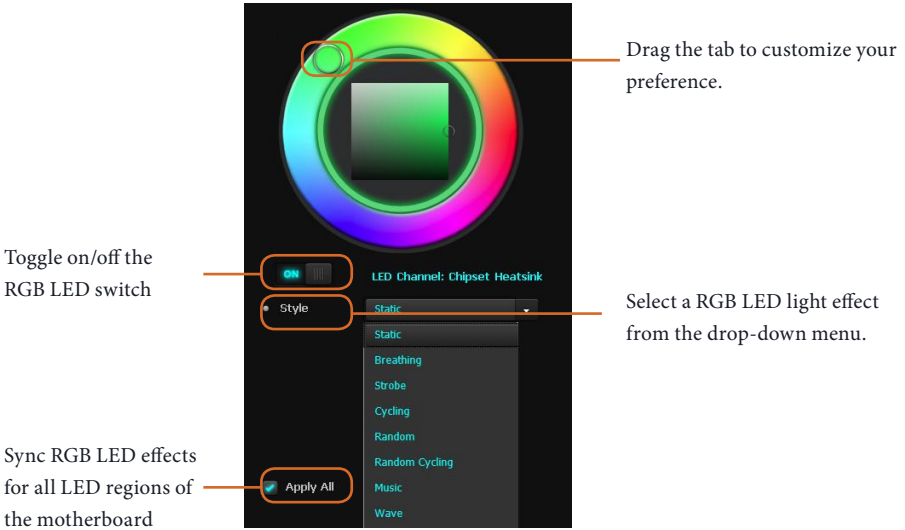 Drag the tab to customize your
preference.
Toggle on/off the
RGB LED switch
ON
LED Channel: Chipset Heatsink
Style
Static
Select a RGB LED light effect
from the drop-down menu.
Static
Breathing
Strobe
Cycling
Random
Random Cycling
Music
Wave
Sync RGB LED effects
for all LED regions of
the motherboard
Apply All